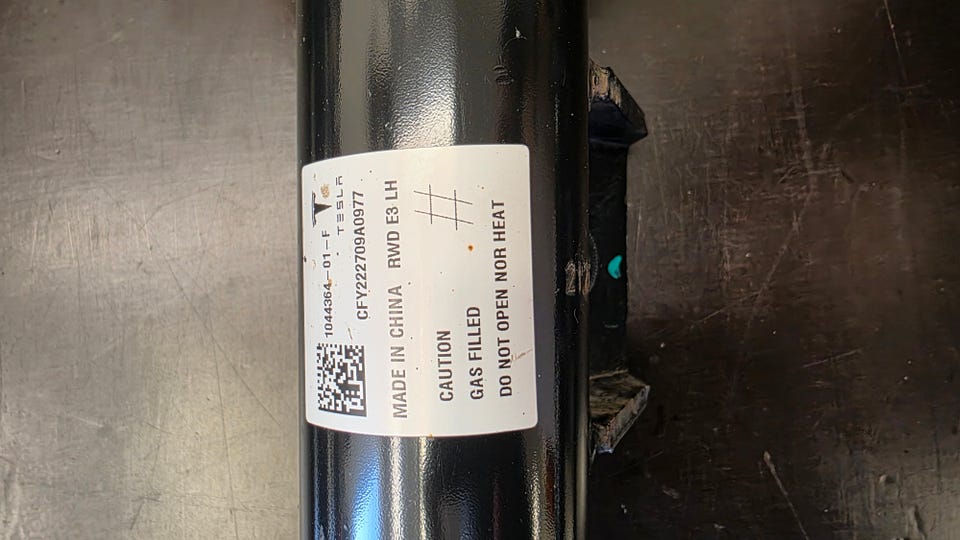 1044364-01-F
TESLA
CFY222709A0977
MADE IN CHINA RWD E3 LH
#
CAUTION
GAS FILLED
DO NOT OPEN NOR HEAT